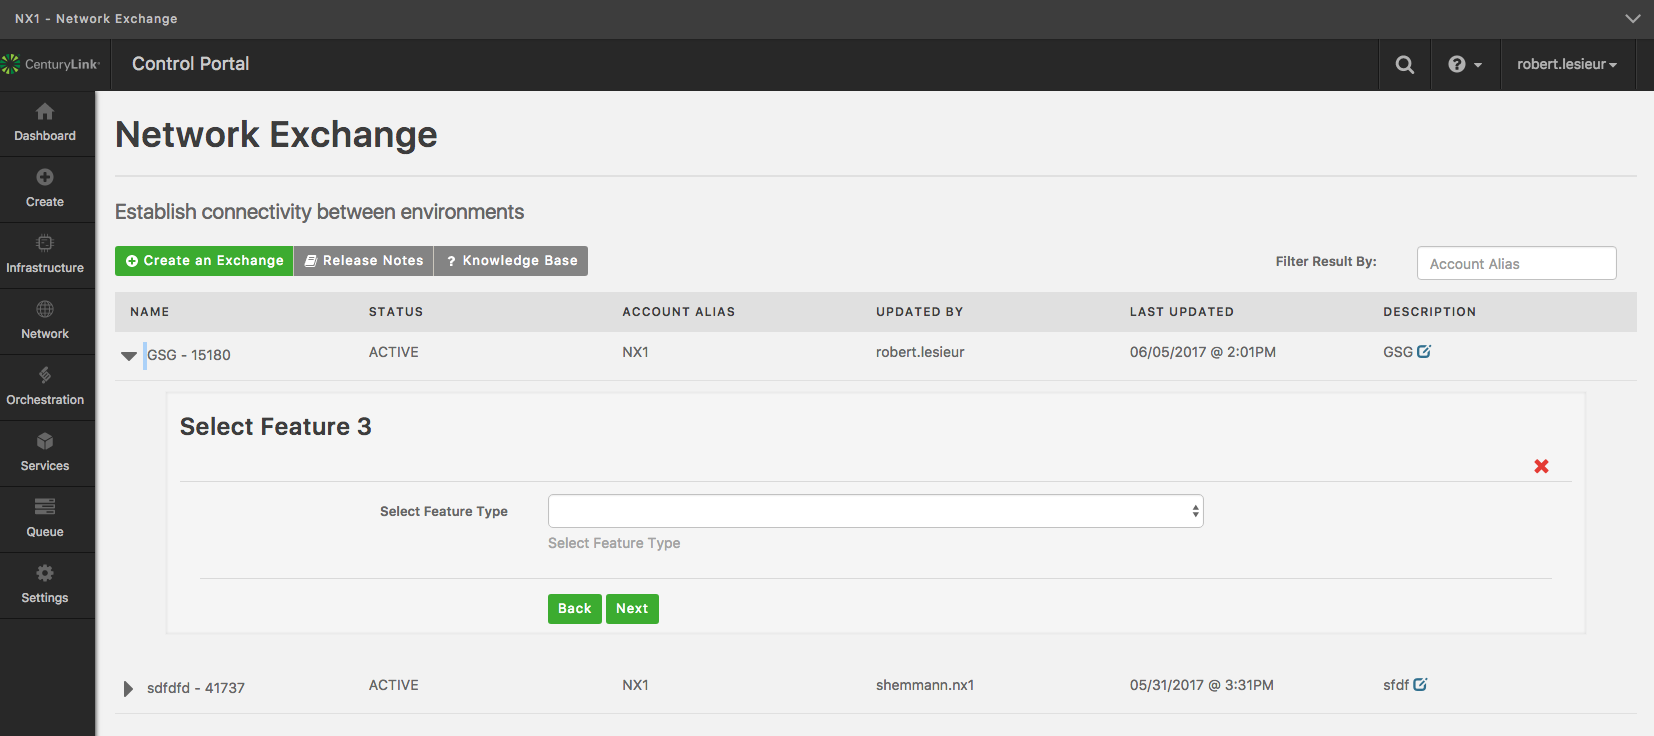 NX1 - Network Exchange
CenturyLink
Control Portal
robert.lesieur
Dashboard
Create
Infrastructure
Network
Orchestration
Services
Queue
Settings
Network Exchange
Establish connectivity between environments
Create an Exchange Release Notes ? Knowledge Base
Filter Result By: Account Alias
NAME STATUS ACCOUNT ALIAS UPDATED BY LAST UPDATED DESCRIPTION
GSG - 15180 ACTIVE NX1 robert.lesieur 06/05/2017 @ 2:01PM GSG
Select Feature 3
Select Feature Type
Select Feature Type
Back Next
sdfdfd - 41737 ACTIVE NX1 shemmann.nx1 05/31/2017 @ 3:31PM sfdf